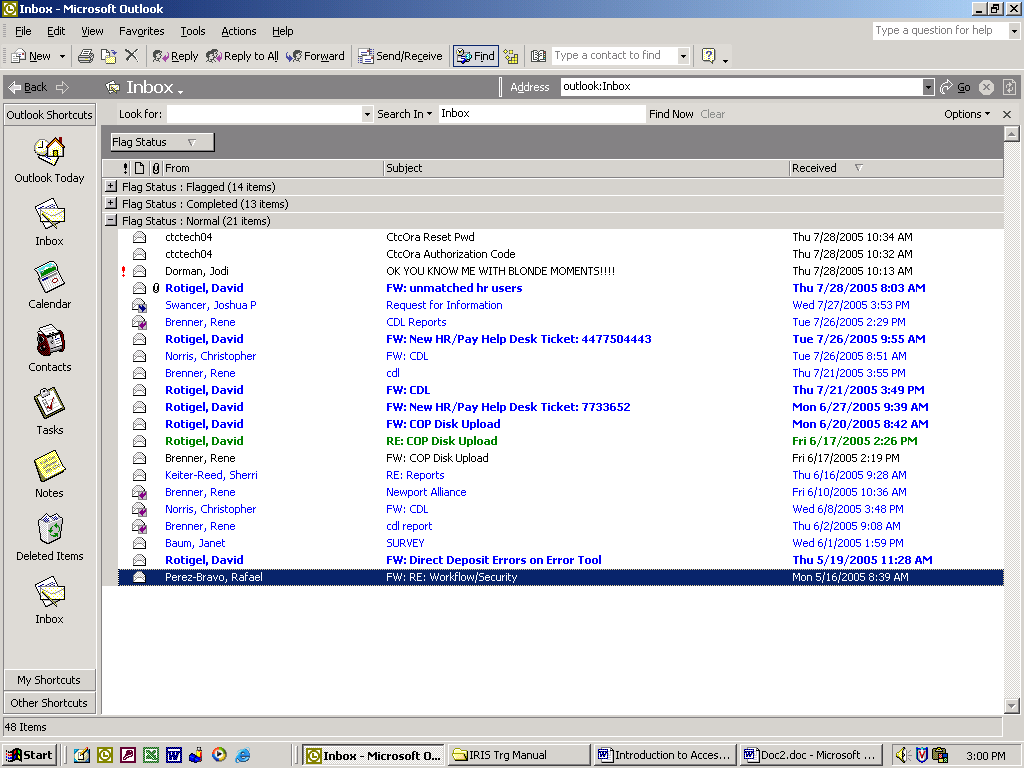 Inbox - Microsoft Outlook
File Edit View Favorites Tools Help Actions
Type a question for help
New Reply Reply to All Forward Send/Receive Find Type a contact to find
Back Inbox Address outlook:Inbox Go
Outlook Shortcuts Look for: Search In Inbox Find Now Clear Options
Flag Status
From Subject Received
Flag Status : Flagged (14 items)
Flag Status : Completed (13 items)
Flag Status : Normal (21 items)
ctctech04 CtcOra Reset Pwd Thu 7/28/2005 10:34 AM
ctctech04 CtcOra Authorization Code Thu 7/28/2005 10:32 AM
! Dorman, Jodi OK YOU KNOW ME WITH BLONDE MOMENTS!!!! Thu 7/28/2005 10:13 AM
Rotigel, David FW: unmatched hr users Thu 7/28/2005 8:03 AM
Swancer, Joshua P Request for Information Wed 7/27/2005 3:53 PM
Brenner, Rene CDL Reports Tue 7/26/2005 2:29 PM
Rotigel, David FW: New HR/Pay Help Desk Ticket: 4477504443 Tue 7/26/2005 9:55 AM
Norris, Christopher FW: CDL Tue 7/26/2005 8:51 AM
Brenner, Rene cdl Thu 7/21/2005 3:55 PM
Rotigel, David FW: CDL Thu 7/21/2005 3:49 PM
Rotigel, David FW: New HR/Pay Help Desk Ticket: 7733652 Mon 6/27/2005 9:39 AM
Rotigel, David FW: COP Disk Upload Mon 6/20/2005 8:42 AM
Rotigel, David RE: COP Disk Upload Fri 6/17/2005 2:26 PM
Brenner, Rene FW: COP Disk Upload Fri 6/17/2005 2:19 PM
Keiter-Reed, Sherri RE: Reports Thu 6/16/2005 9:28 AM
Brenner, Rene Newport Alliance Fri 6/10/2005 10:36 AM
Norris, Christopher FW: CDL Wed 6/8/2005 3:48 PM
Brenner, Rene cdl report Thu 6/2/2005 9:08 AM
Baum, Janet SURVEY Wed 6/1/2005 1:59 PM
Rotigel, David FW: Direct Deposit Errors on Error Tool Thu 5/19/2005 11:28 AM
Perez-Bravo, Rafael FW: RE: Workflow/Security Mon 5/16/2005 8:39 AM
Outlook Today
Inbox
Calendar
Contacts
Tasks
Notes
Deleted Items
Inbox
My Shortcuts
Other Shortcuts
48 Items
Start Inbox - Microsoft O... IRIS Trg Manual Introduction to Acces... Doc2.doc - Microsoft ... 3:00 PM